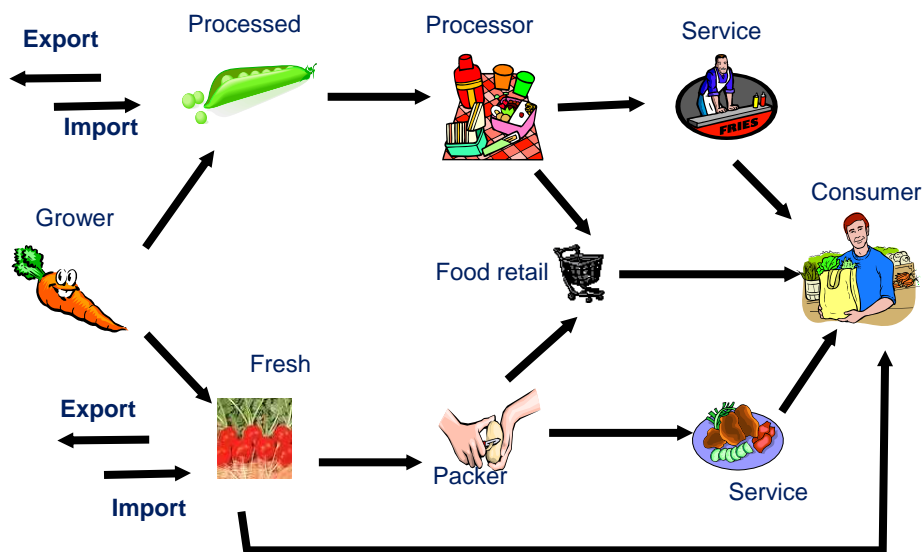 Processed
Processor
Service
Export
Import
FRIES
Consumer
Grower
Food retail
Fresh
Export
Packer
Import
Service